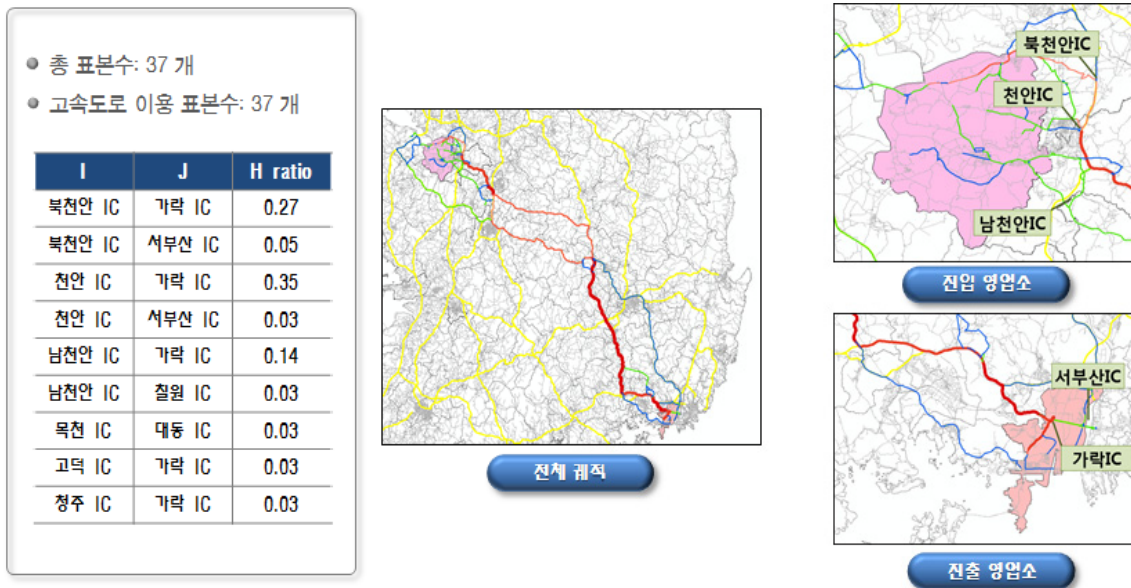 ● 총 표본수: 37 개
● 고속도로 이용 표본수: 37 개
I J H ratio
북천안 IC 가락 IC 0.27
북천안 IC 서부산 IC 0.05
천안 IC 가락 IC 0.35
천안 IC 서부산 IC 0.03
남천안 IC 가락 IC 0.14
남천안 IC 칠원 IC 0.03
목천 IC 대동 IC 0.03
고덕 IC 가락 IC 0.03
청주 IC 가락 IC 0.03
전체 궤적
북천안IC
천안IC
남천안IC
진입 영업소
서부산IC
가락IC
진출 영업소